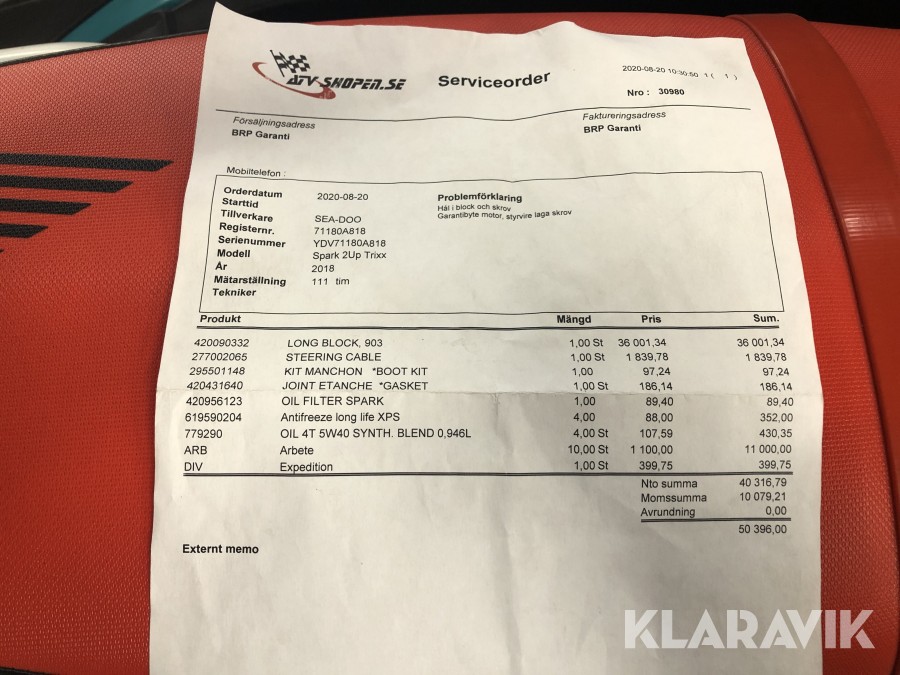 ATV-SHOPEN.SE
Serviceorder
2020-08-20 10:30:50 1 ( 1 )
Nro : 30980
Försäljningsadress
BRP Garanti
Faktureringsadress
BRP Garanti
Mobiltelefon :
Orderdatum 2020-08-20
Starttid
Tillverkare SEA-DOO
Registernr. 71180A818
Serienummer YDV71180A818
Modell Spark 2Up Trixx
År 2018
Mätarställning 111 tim
Tekniker
Problemförklaring
Hål i block och skrov
Garantibyte motor, styrvire laga skrov
Produkt Mängd Pris Sum.
420090332 LONG BLOCK, 903 1,00 St 36 001,34 36 001,34
277002065 STEERING CABLE 1,00 St 1 839,78 1 839,78
295501148 KIT MANCHON *BOOT KIT 1,00 97,24 97,24
420431640 JOINT ETANCHE *GASKET 1,00 St 186,14 186,14
420956123 OIL FILTER SPARK 1,00 89,40 89,40
619590204 Antifreeze long life XPS 4,00 88,00 352,00
779290 OIL 4T 5W40 SYNTH. BLEND 0,946L 4,00 St 107,59 430,35
ARB Arbete 10,00 St 1 100,00 11 000,00
DIV Expedition 1,00 St 399,75 399,75
Nto summa 40 316,79
Momssumma 10 079,21
Avrundning 0,00
50 396,00
Externt memo
KLARAVIK